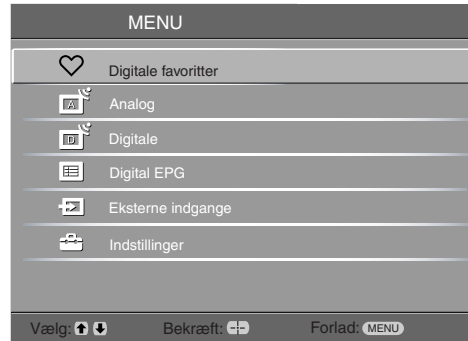 MENU
Digitale favoritter
A Analog
D Digitale
Digital EPG
Eksterne indgange
Indstillinger
Vælg: Bekræft: Forlad: MENU